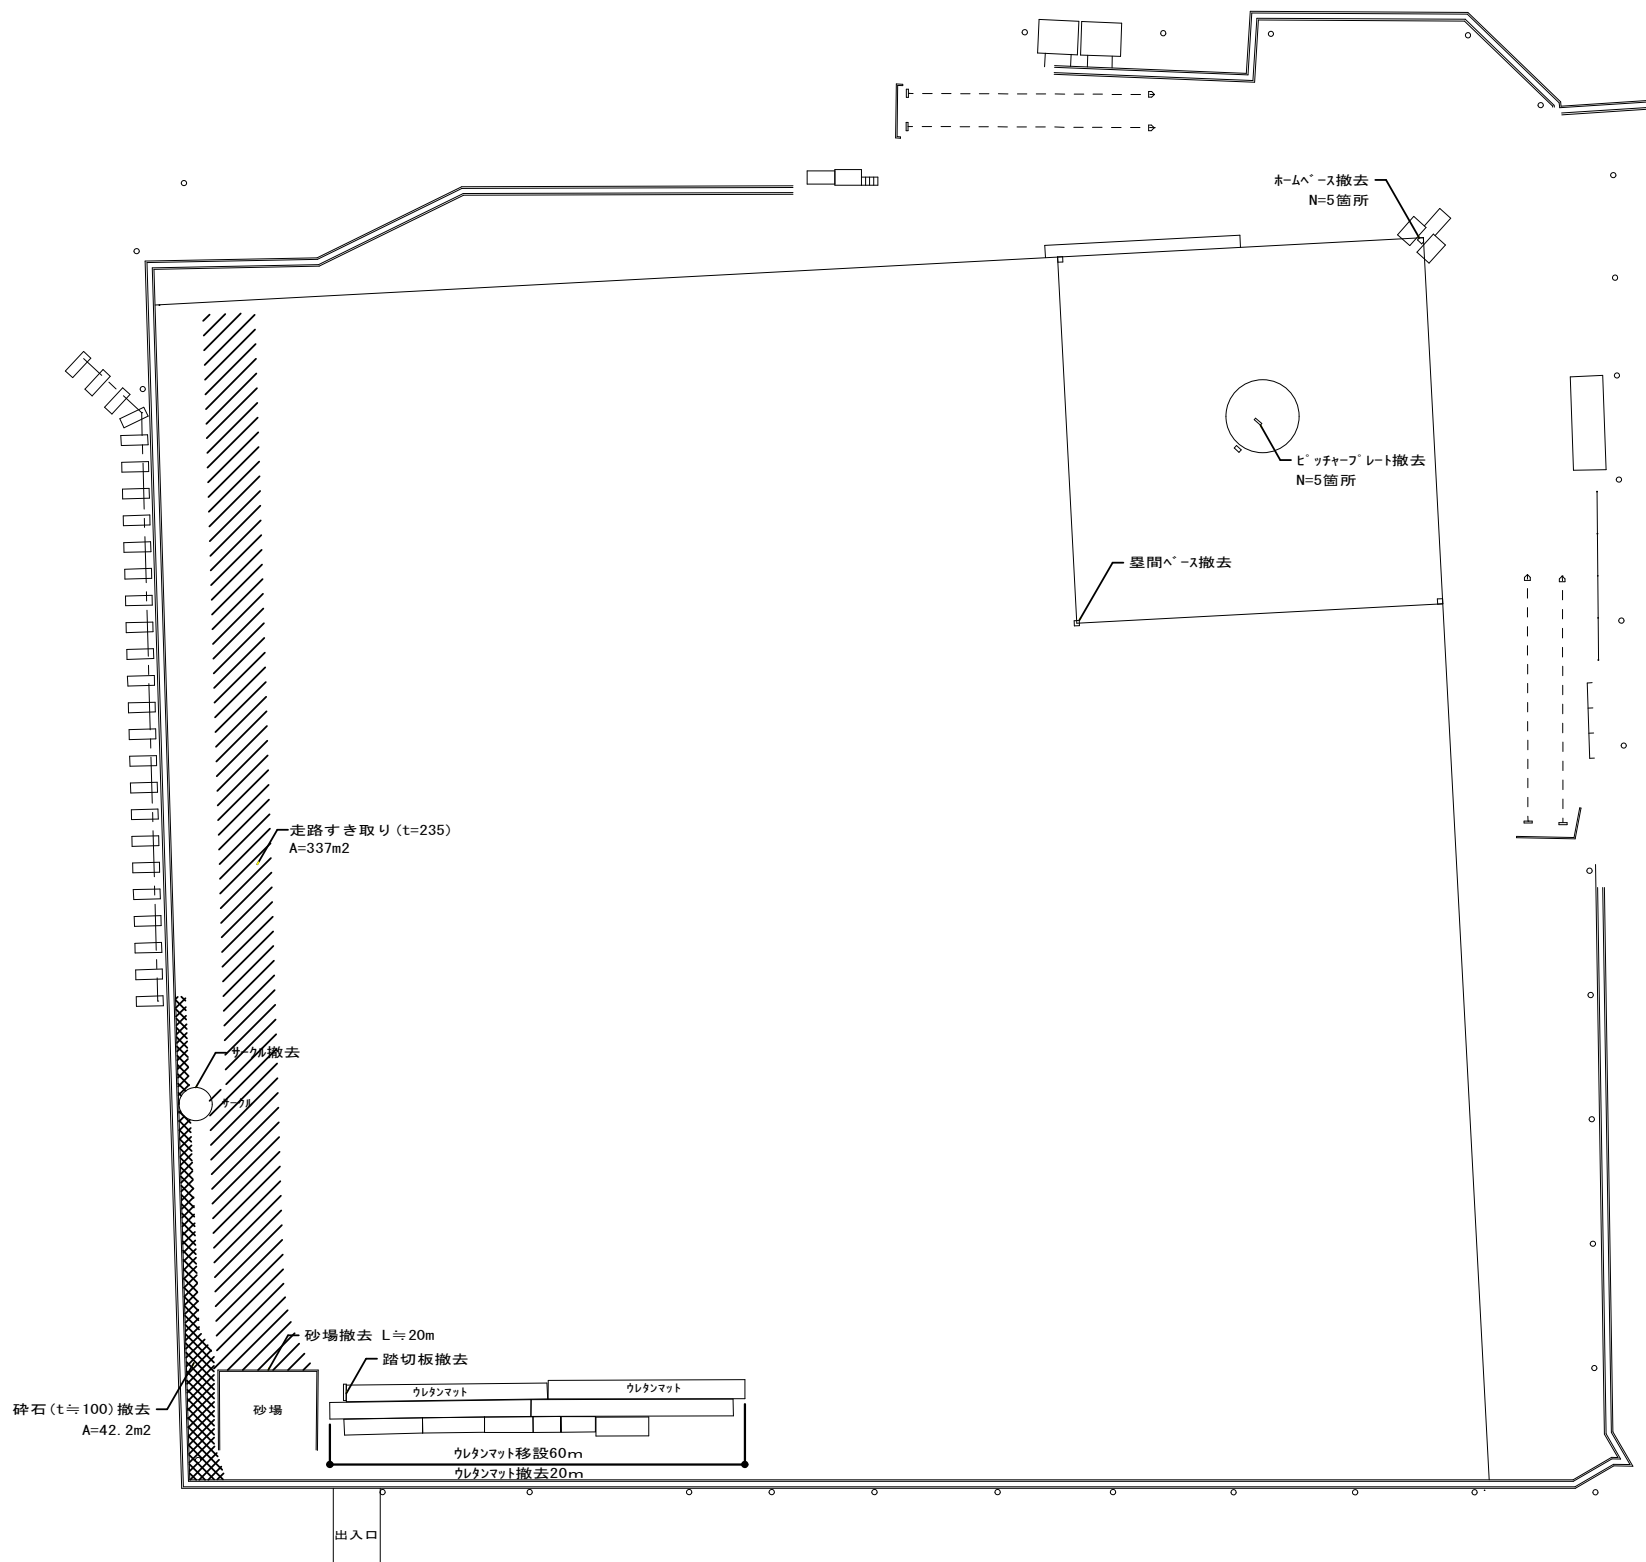 ホームベース撤去
N=5箇所
ピッチャープレート撤去
N=5箇所
塁間ベース撤去
走路すき取り(t=235)
A=337m2
サークル撤去
サークル
砂場撤去 L≒20m
踏切板撤去
ウレタンマット
ウレタンマット
砕石(t≒100)撤去
A=42.2m2
砂場
ウレタンマット移設60m
ウレタンマット撤去20m
出入口